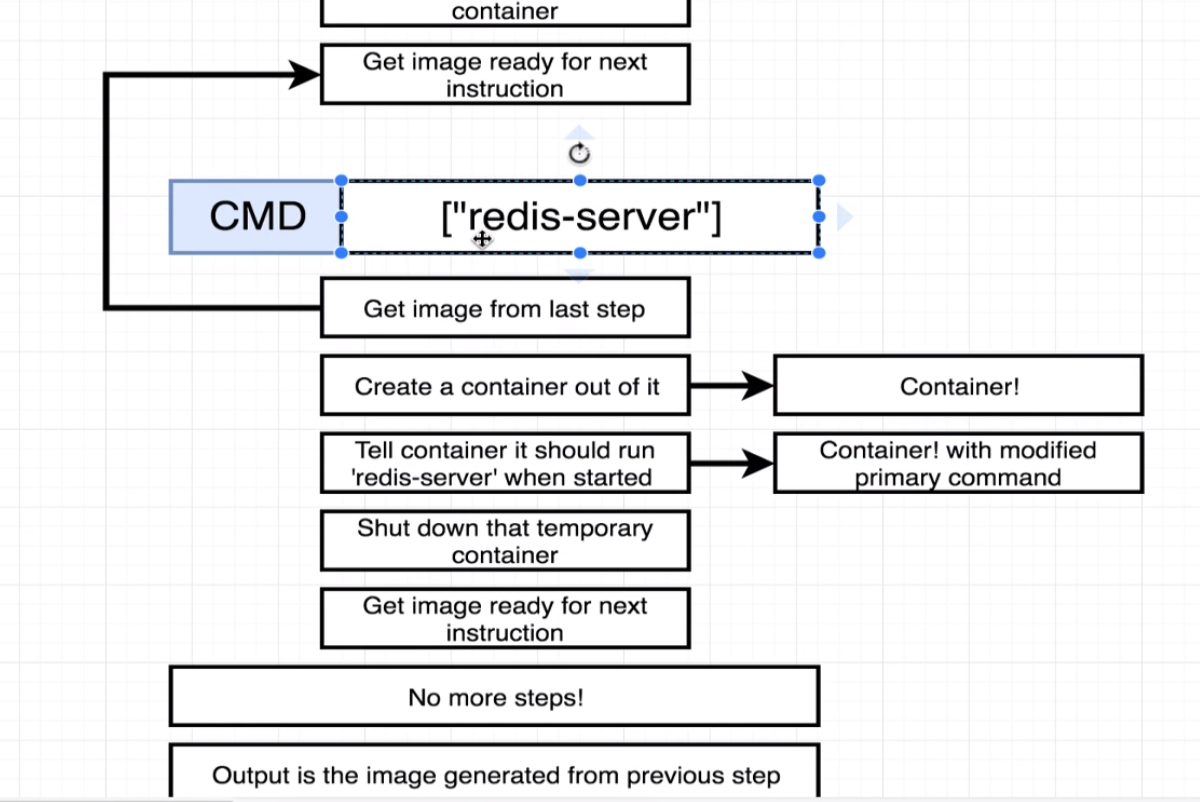 container
Get image ready for next
instruction
CMD
["redis-server"]
Get image from last step
Create a container out of it
Container!
Tell container it should run
'redis-server' when started
Container! with modified
primary command
Shut down that temporary
container
Get image ready for next
instruction
No more steps!
Output is the image generated from previous step